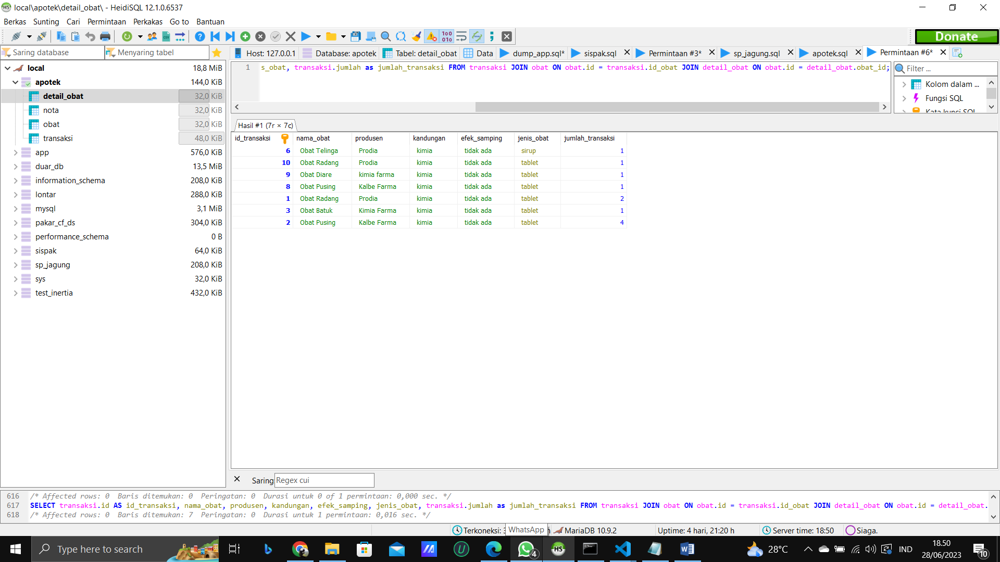 local\apotek\detail_obat\ - HeidiSQL 12.1.0.6537
Berkas Sunting Cari Permintaan Perkakas Go to Bantuan
Donate
Saring database Menyaring tabel
Host: 127.0.0.1 Database: apotek Tabel: detail_obat Data dump_app.sql* sispak.sql Permintaan #3* sp_jagung.sql apotek.sql Permintaan #6*
local 18,8 MiB
apotek 144,0 KiB
detail_obat 32,0 KiB
nota 32,0 KiB
obat 32,0 KiB
transaksi 48,0 KiB
app 576,0 KiB
duar_db 13,5 MiB
information_schema 208,0 KiB
lontar 288,0 KiB
mysql 3,1 MiB
pakar_cf_ds 304,0 KiB
performance_schema 0 B
sispak 64,0 KiB
sp_jagung 208,0 KiB
sys 32,0 KiB
test_inertia 432,0 KiB
1 s_obat, transaksi.jumlah as jumlah_transaksi FROM transaksi JOIN obat ON obat.id = transaksi.id_obat JOIN detail_obat ON obat.id = detail_obat.obat_id;
Filter ...
Kolom dalam ...
Fungsi SQL
Kata kunci SQL
Hasil #1 (7r × 7c)
id_transaksi nama_obat produsen kandungan efek_samping jenis_obat jumlah_transaksi
6 Obat Telinga Prodia kimia tidak ada sirup 1
10 Obat Radang Prodia kimia tidak ada tablet 1
9 Obat Diare kimia farma kimia tidak ada tablet 1
8 Obat Pusing Kalbe Farma kimia tidak ada tablet 1
1 Obat Radang Prodia kimia tidak ada tablet 2
3 Obat Batuk Kimia Farma kimia tidak ada tablet 1
2 Obat Pusing Kalbe Farma kimia tidak ada tablet 4
Saring Regex cui
616 /* Affected rows: 0 Baris ditemukan: 0 Peringatan: 0 Durasi untuk 0 of 1 permintaan: 0,000 sec. */
617 SELECT transaksi.id AS id_transaksi, nama_obat, produsen, kandungan, efek_samping, jenis_obat, transaksi.jumlah as jumlah_transaksi FROM transaksi JOIN obat ON obat.id = transaksi.id_obat JOIN detail_obat ON obat.id = detail_obat.
618 /* Affected rows: 0 Baris ditemukan: 7 Peringatan: 0 Durasi untuk 1 permintaan: 0,016 sec. */
Terkoneksi: WhatsApp MariaDB 10.9.2 Uptime: 4 hari, 21:20 h Server time: 18:50 Siaga.
Type here to search 4 HS 28°C IND 18.50
28/06/2023 10